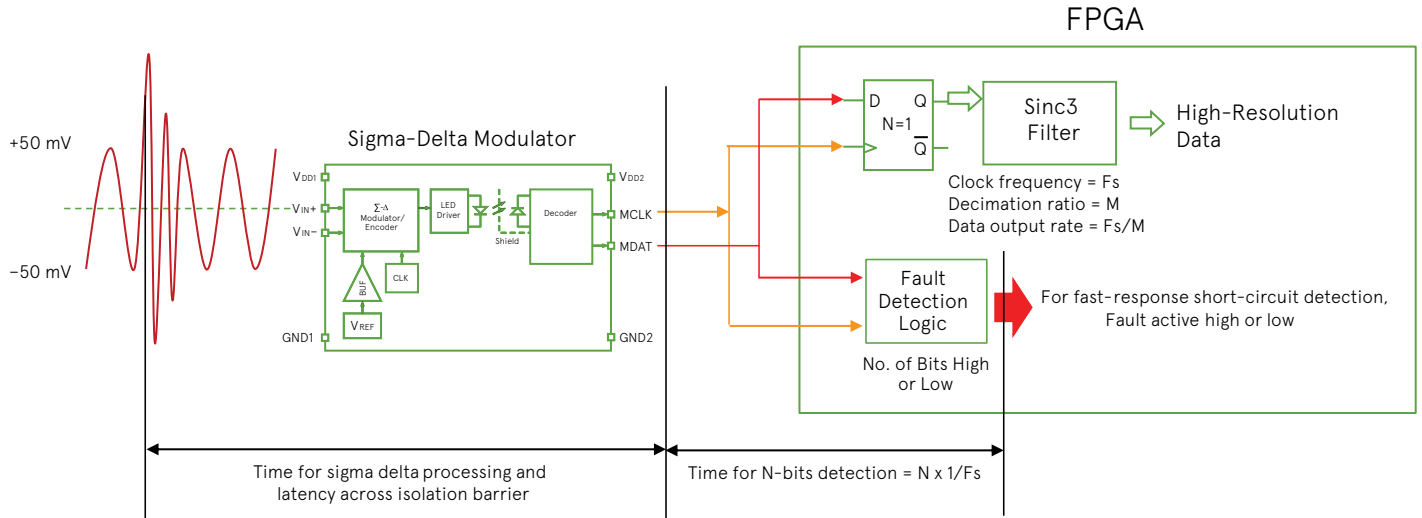 FPGA
+50 mV
−50 mV
Sigma-Delta Modulator
VDD1
VIN+
VIN−
GND1
Σ-Δ
Modulator/
Encoder
BUF
VREF
CLK
LED
Driver
Shield
Decoder
VDD2
MCLK
MDAT
GND2
D Q
N=1
Q̅
Sinc3
Filter
High-Resolution
Data
Clock frequency = Fs
Decimation ratio = M
Data output rate = Fs/M
Fault
Detection
Logic
No. of Bits High
or Low
For fast-response short-circuit detection,
Fault active high or low
Time for sigma delta processing and
latency across isolation barrier
Time for N-bits detection = N x 1/Fs